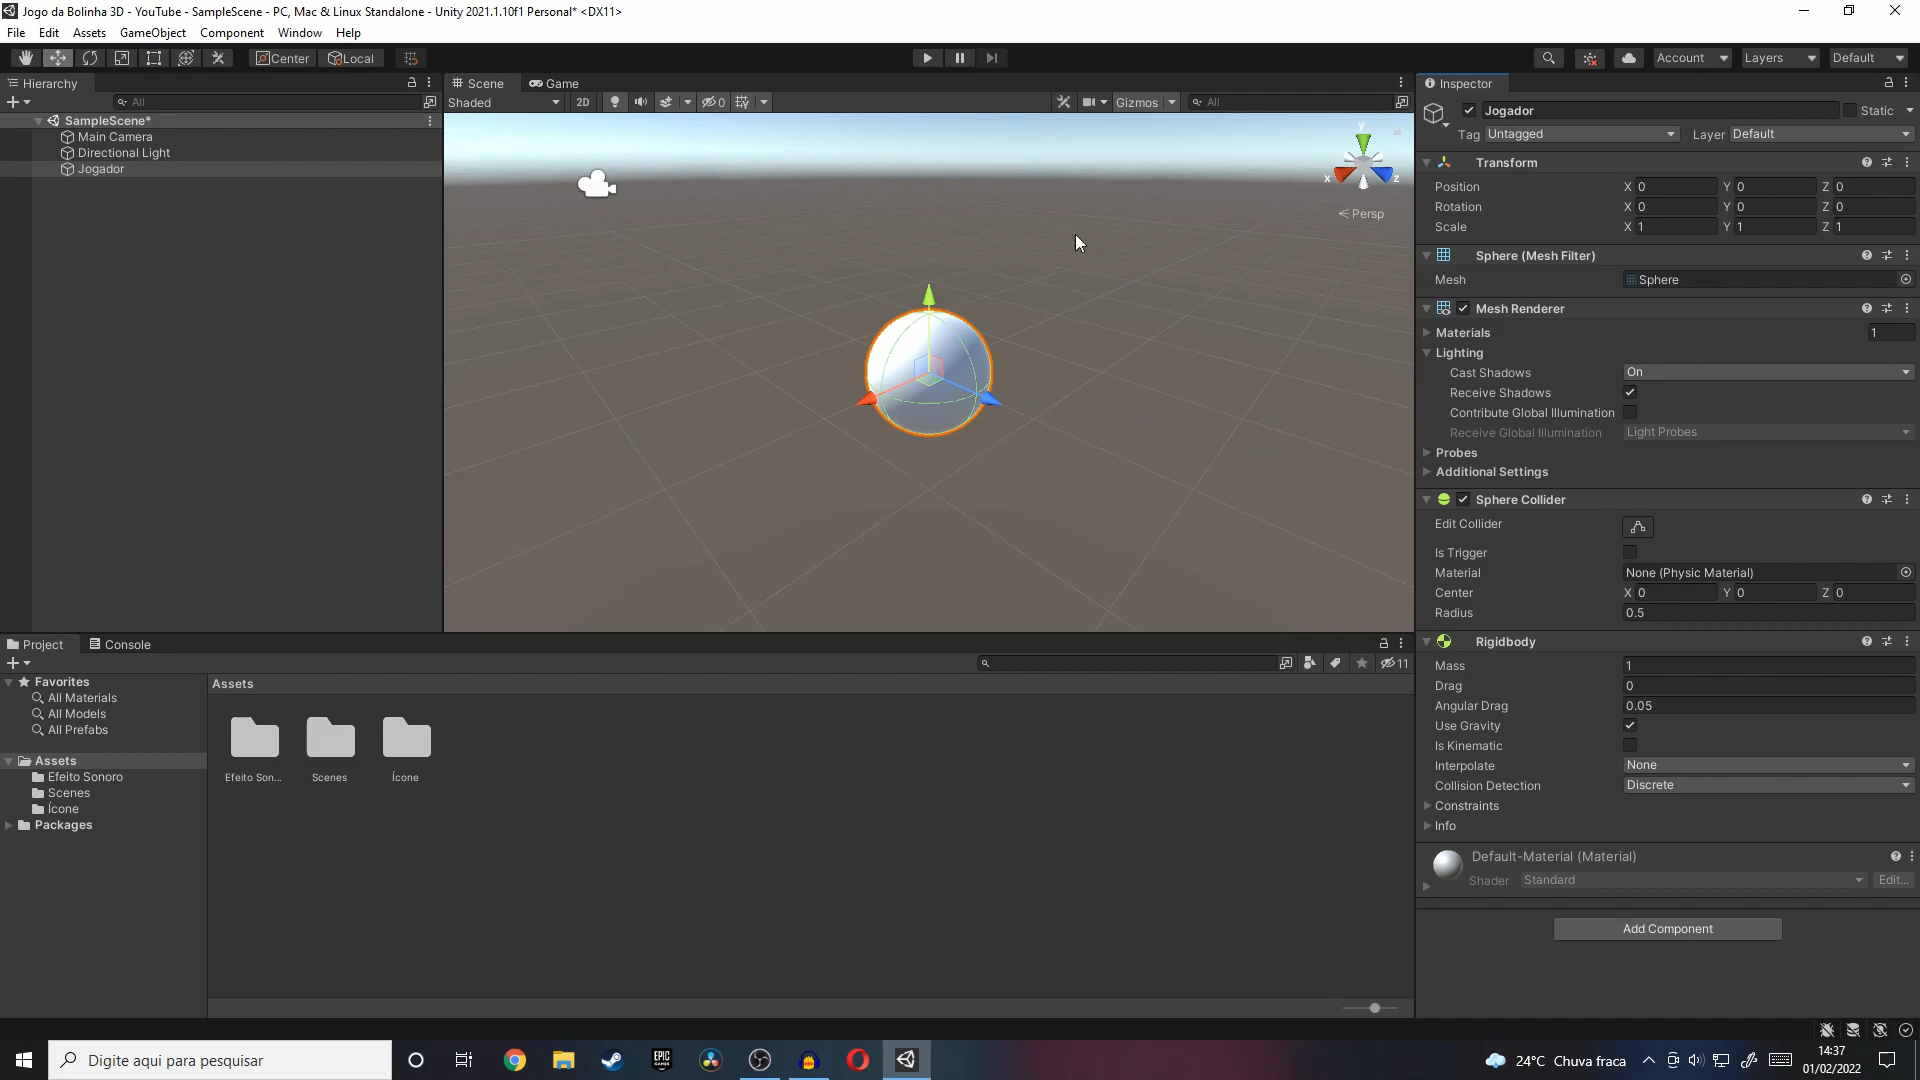 Jogo da Bolinha 3D - YouTube - SampleScene - PC, Mac & Linux Standalone - Unity 2021.1.10f1 Personal* <DX11>
File Edit Assets GameObject Component Window Help
Center Local
Account Layers Default
Hierarchy
All
SampleScene*
Main Camera
Directional Light
Jogador
Scene Game
Shaded 2D 0 Gizmos All
y
x z
Persp
Inspector
Jogador Static
Tag Untagged Layer Default
Transform
Position X 0 Y 0 Z 0
Rotation X 0 Y 0 Z 0
Scale X 1 Y 1 Z 1
Sphere (Mesh Filter)
Mesh Sphere
Mesh Renderer
Materials 1
Lighting
Cast Shadows On
Receive Shadows
Contribute Global Illumination
Receive Global Illumination Light Probes
Probes
Additional Settings
Sphere Collider
Edit Collider
Is Trigger
Material None (Physic Material)
Center X 0 Y 0 Z 0
Radius 0.5
Rigidbody
Mass 1
Drag 0
Angular Drag 0.05
Use Gravity
Is Kinematic
Interpolate None
Collision Detection Discrete
Constraints
Info
Default-Material (Material)
Shader Standard Edit...
Add Component
Project Console
11
Favorites
All Materials
All Models
All Prefabs
Assets
Efeito Sonoro
Scenes
Ícone
Packages
Assets
Efeito Son... Scenes Ícone
Digite aqui para pesquisar
EPIC GAMES
24°C Chuva fraca
14:37
01/02/2022